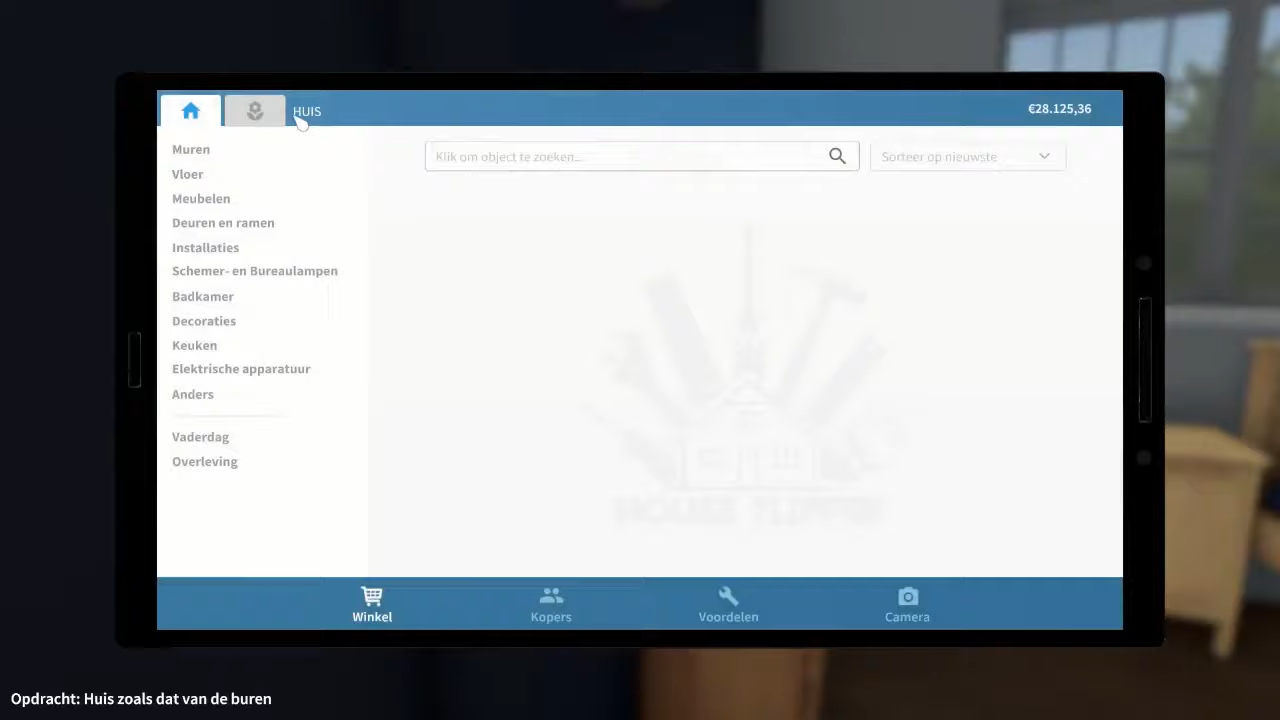 HUIS
€28.125,36
Klik om object te zoeken...
Sorteer op nieuwste
Muren
Vloer
Meubelen
Deuren en ramen
Installaties
Schemer- en Bureaulampen
Badkamer
Decoraties
Keuken
Elektrische apparatuur
Anders
Vaderdag
Overleving
HOUSE FLIPPER
Winkel
Kopers
Voordelen
Camera
Opdracht: Huis zoals dat van de buren